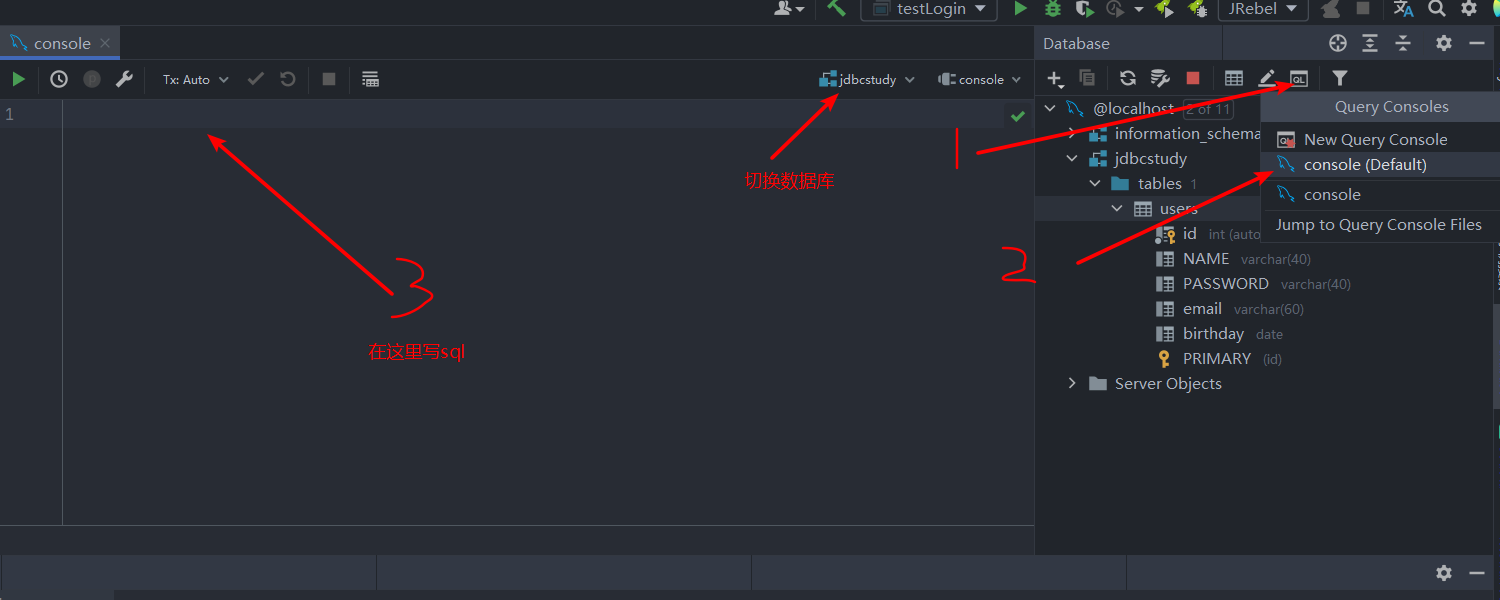 testLogin
JRebel
console
Database
Tx: Auto
jdbcstudy
console
1
@localhost 2 of 11
Query Consoles
information_schema
New Query Console
jdbcstudy
console (Default)
tables 1
console
users
Jump to Query Console Files
id int (auto
NAME varchar(40)
PASSWORD varchar(40)
email varchar(60)
birthday date
PRIMARY (id)
Server Objects
1
切换数据库
2
3
在这里写sql